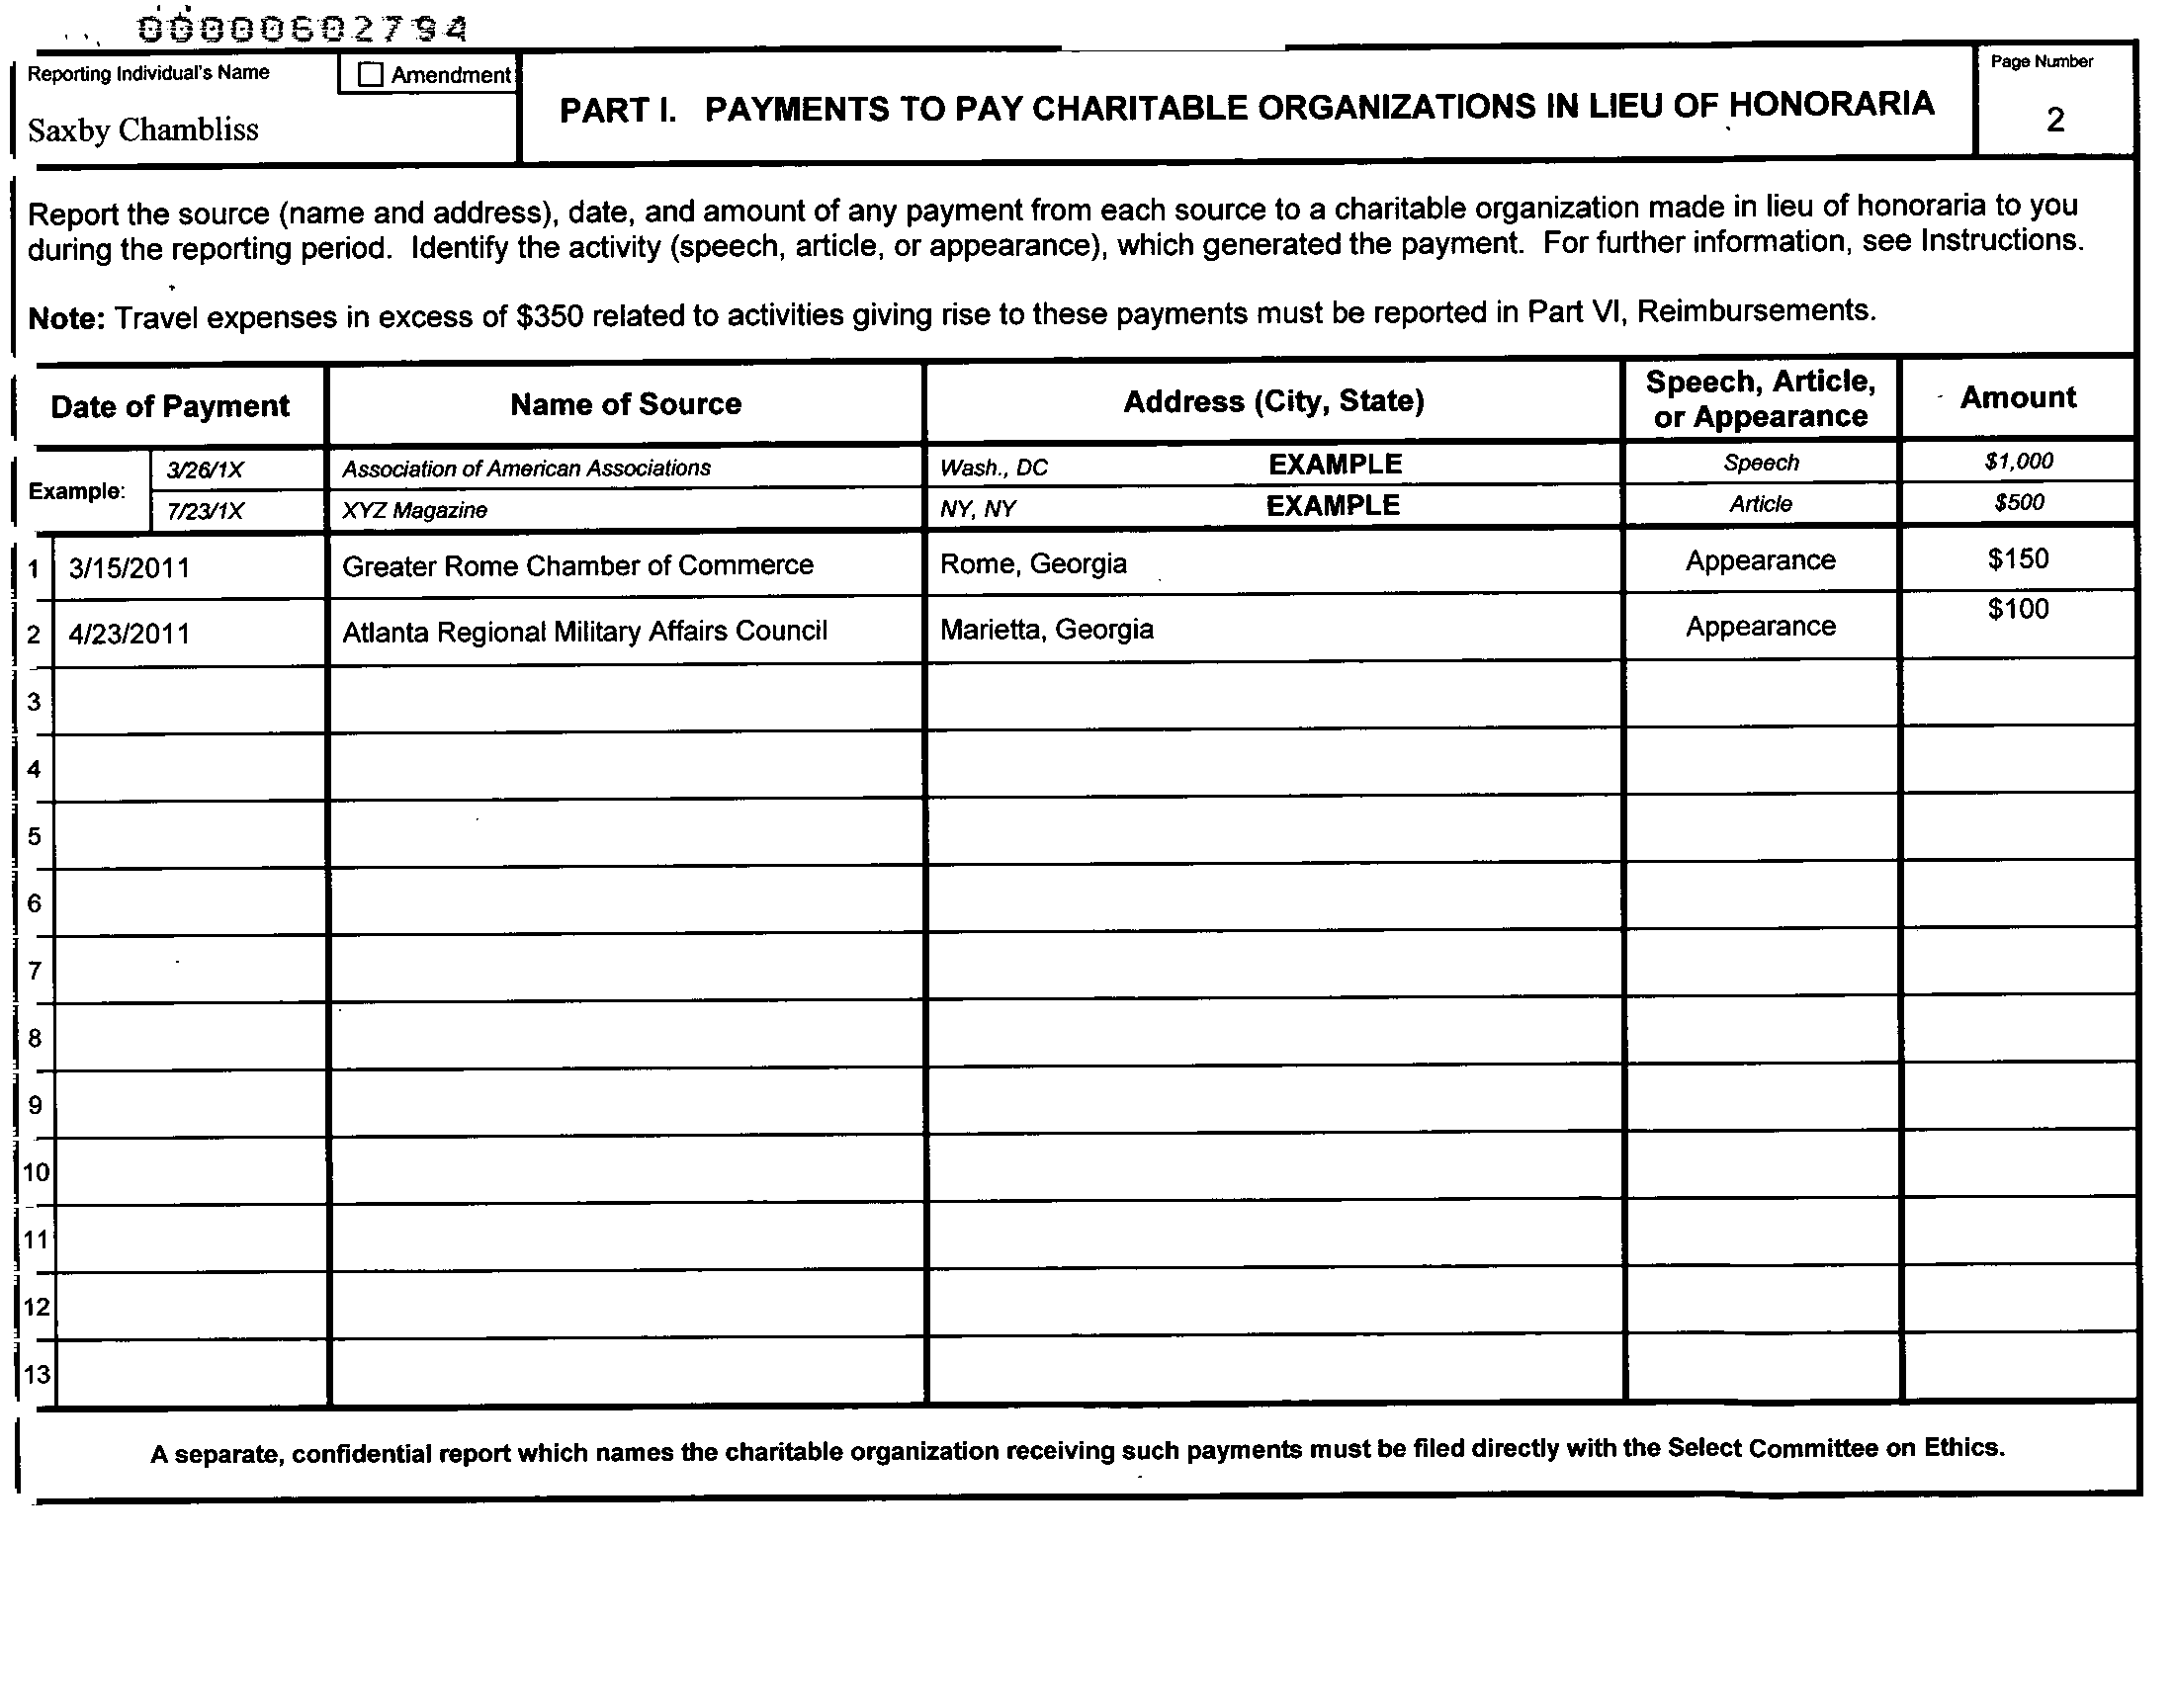 00000602794
Reporting Individual's Name
☐ Amendment
Saxby Chambliss
PART I. PAYMENTS TO PAY CHARITABLE ORGANIZATIONS IN LIEU OF HONORARIA
Page Number
2
Report the source (name and address), date, and amount of any payment from each source to a charitable organization made in lieu of honoraria to you
during the reporting period. Identify the activity (speech, article, or appearance), which generated the payment. For further information, see Instructions.
Note: Travel expenses in excess of $350 related to activities giving rise to these payments must be reported in Part VI, Reimbursements.
Date of Payment Name of Source Address (City, State) Speech, Article, or Appearance Amount
Example: 3/26/1X Association of American Associations Wash., DC EXAMPLE Speech $1,000
7/23/1X XYZ Magazine NY, NY EXAMPLE Article $500
1 3/15/2011 Greater Rome Chamber of Commerce Rome, Georgia Appearance $150
2 4/23/2011 Atlanta Regional Military Affairs Council Marietta, Georgia Appearance $100
3
4
5
6
7
8
9
10
11
12
13
A separate, confidential report which names the charitable organization receiving such payments must be filed directly with the Select Committee on Ethics.